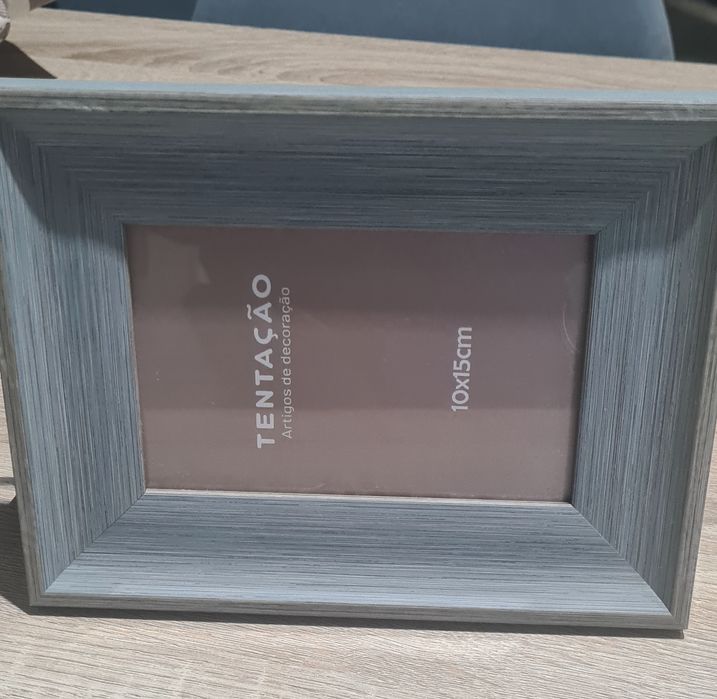 TENTAÇÃO
Artigos de decoração
10x15cm